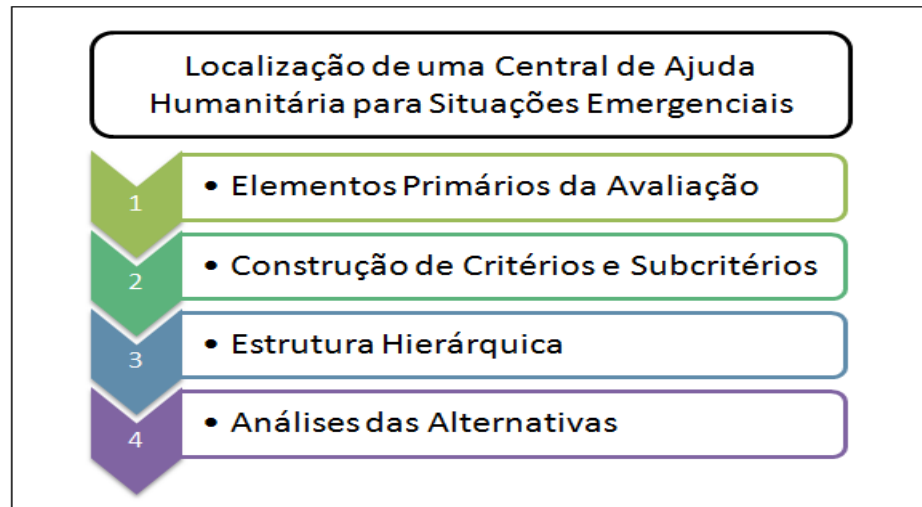 Localização de uma Central de Ajuda
Humanitária para Situações Emergenciais
1
• Elementos Primários da Avaliação
2
• Construção de Critérios e Subcritérios
3
• Estrutura Hierárquica
4
• Análises das Alternativas